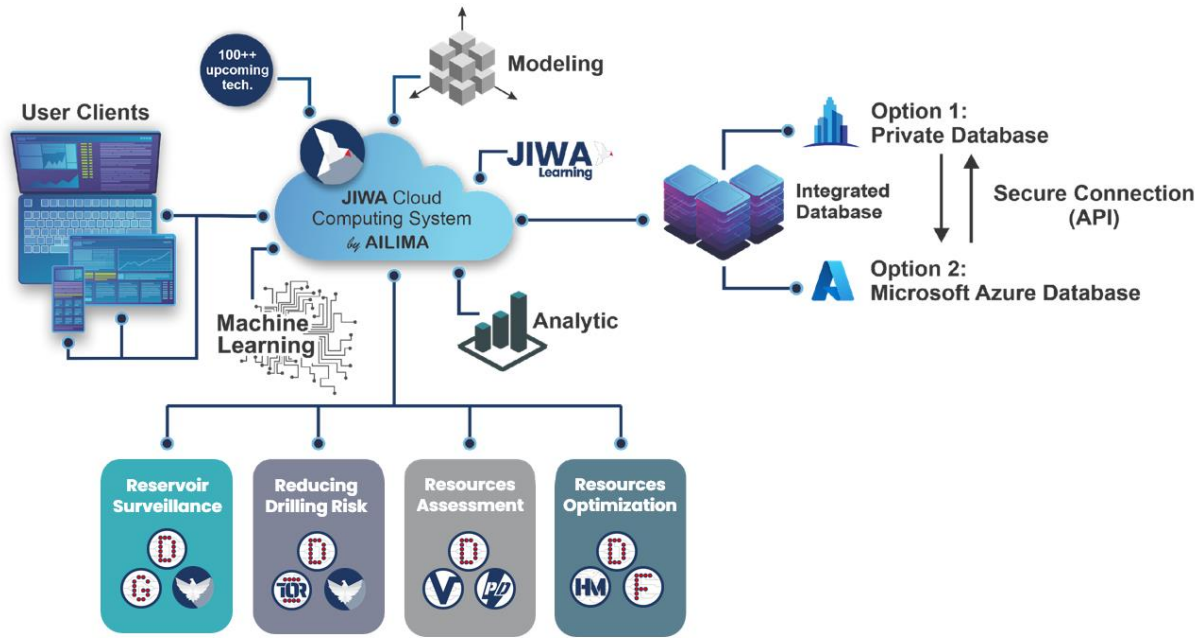 100++
upcoming
tech.
Modeling
User Clients
JIWA
Learning
JIWA Cloud
Computing System
by AILIMA
Integrated
Database
Option 1:
Private Database
Secure Connection
(API)
Option 2:
Microsoft Azure Database
Machine
Learning
Analytic
Reservoir
Surveillance
D
G
Reducing
Drilling Risk
D
TOR
Resources
Assessment
D
V
PD
Resources
Optimization
D
HM
F